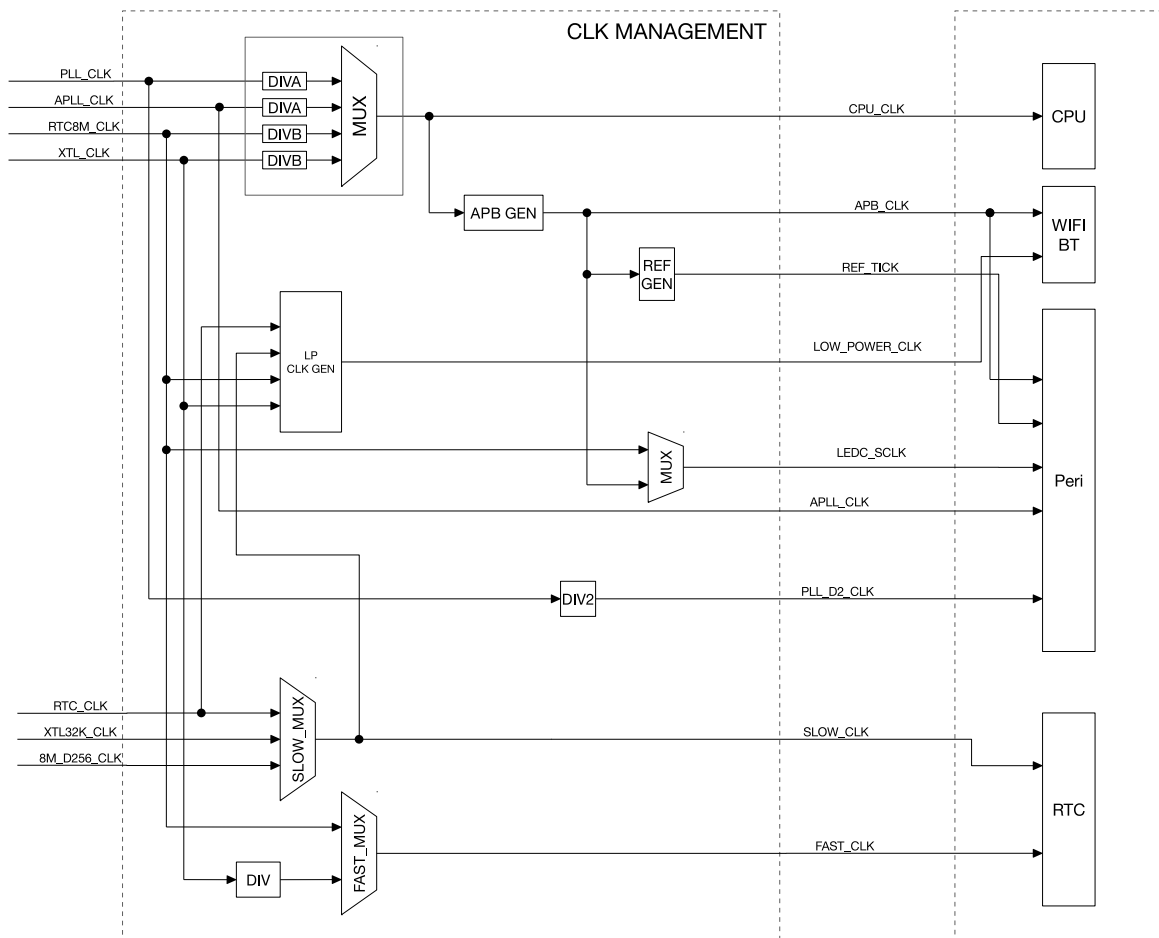 CLK MANAGEMENT
PLL_CLK
APLL_CLK
RTC8M_CLK
XTL_CLK
DIVA
DIVA
DIVB
DIVB
MUX
CPU_CLK
CPU
APB GEN
APB_CLK
WIFI
BT
REF
GEN
REF_TICK
LP
CLK GEN
LOW_POWER_CLK
MUX
LEDC_SCLK
APLL_CLK
Peri
DIV2
PLL_D2_CLK
RTC_CLK
XTL32K_CLK
8M_D256_CLK
SLOW_MUX
SLOW_CLK
RTC
FAST_MUX
FAST_CLK
DIV